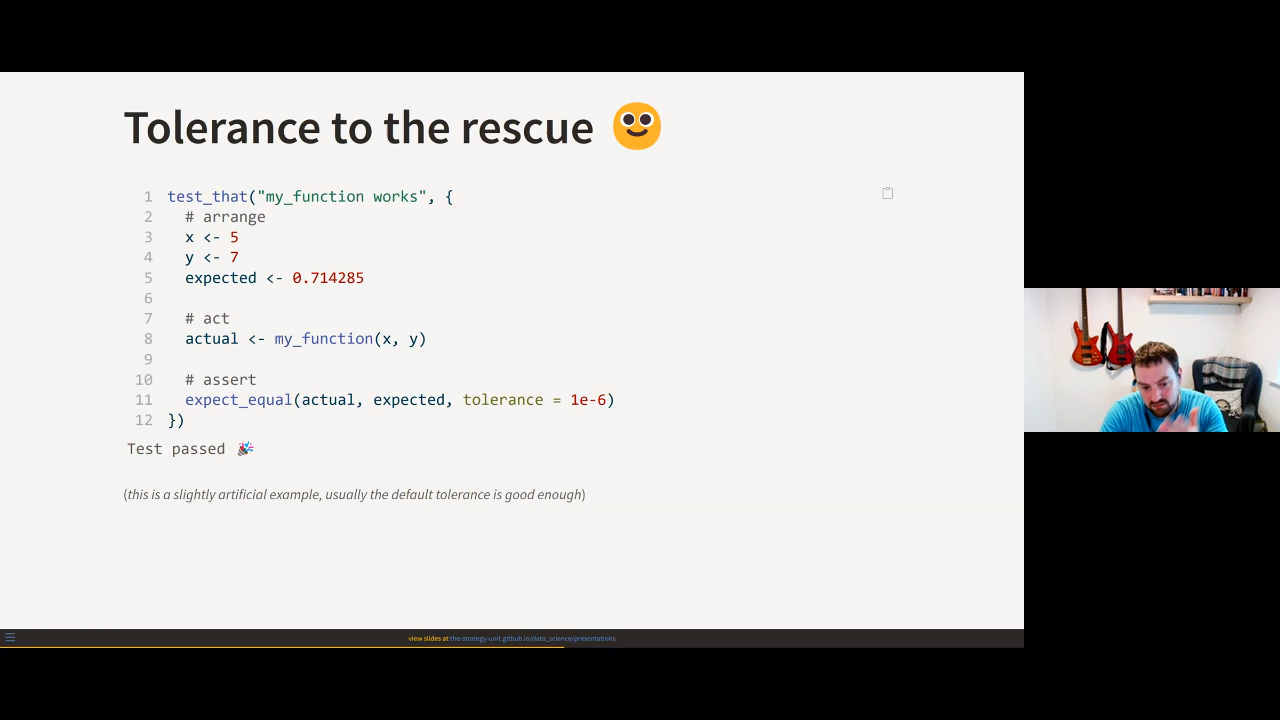 Tolerance to the rescue 🙂
1 test_that("my_function works", {
2   # arrange
3   x <- 5
4   y <- 7
5   expected <- 0.714285
6
7   # act
8   actual <- my_function(x, y)
9
10   # assert
11   expect_equal(actual, expected, tolerance = 1e-6)
12 })
Test passed 🎉
(this is a slightly artificial example, usually the default tolerance is good enough)
view slides at the-strategy-unit.github.io/data_science/presentations